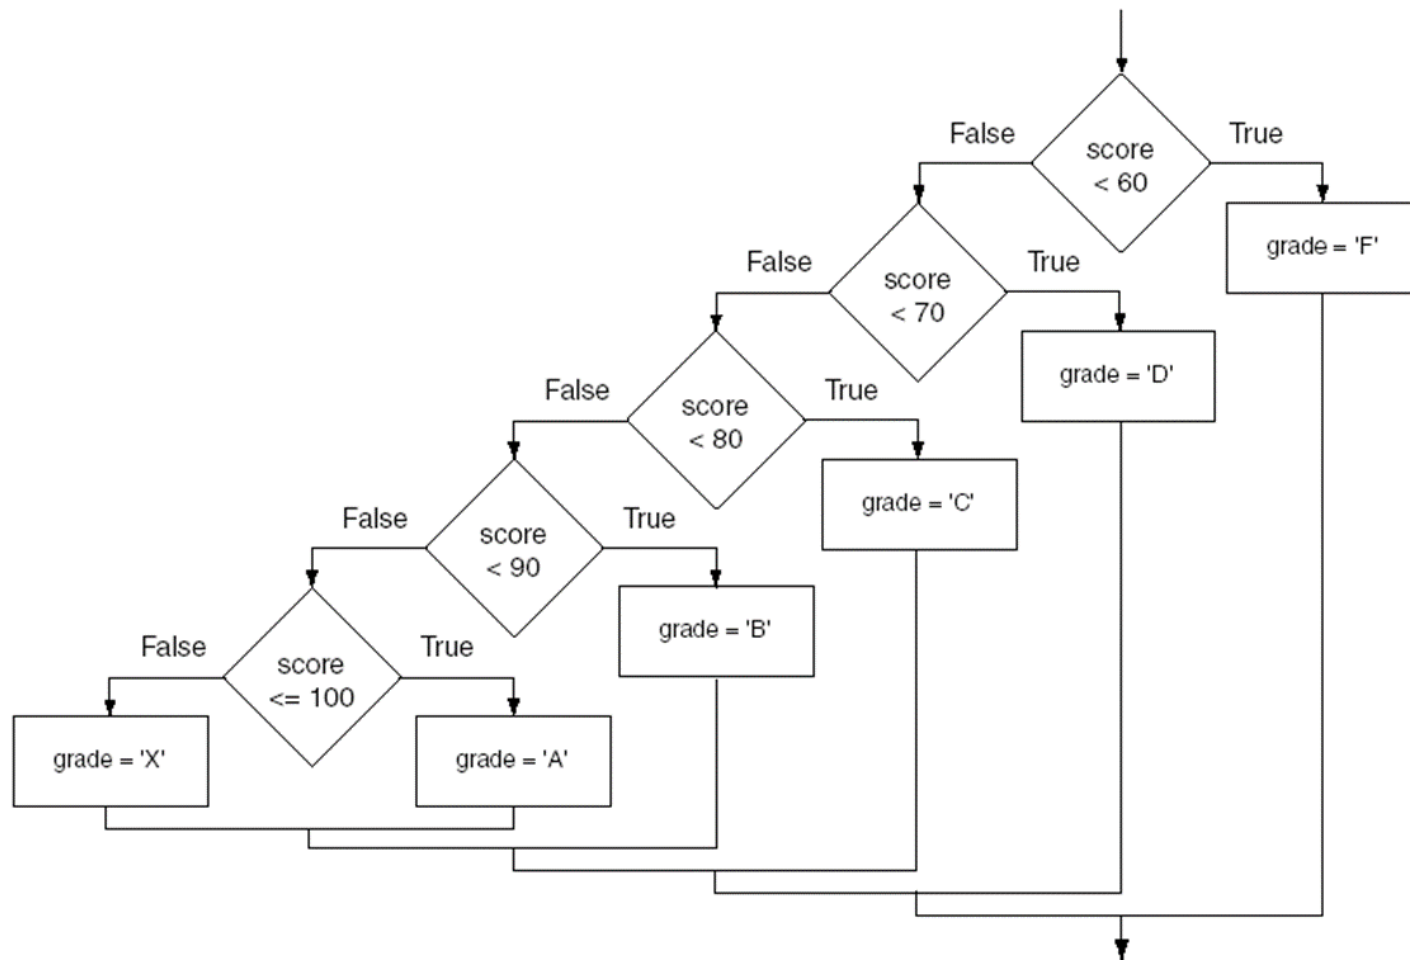 False
True
score
< 60
grade = 'F'
False
True
score
< 70
grade = 'D'
False
True
score
< 80
grade = 'C'
False
True
score
< 90
grade = 'B'
False
True
score
<= 100
grade = 'X'
grade = 'A'